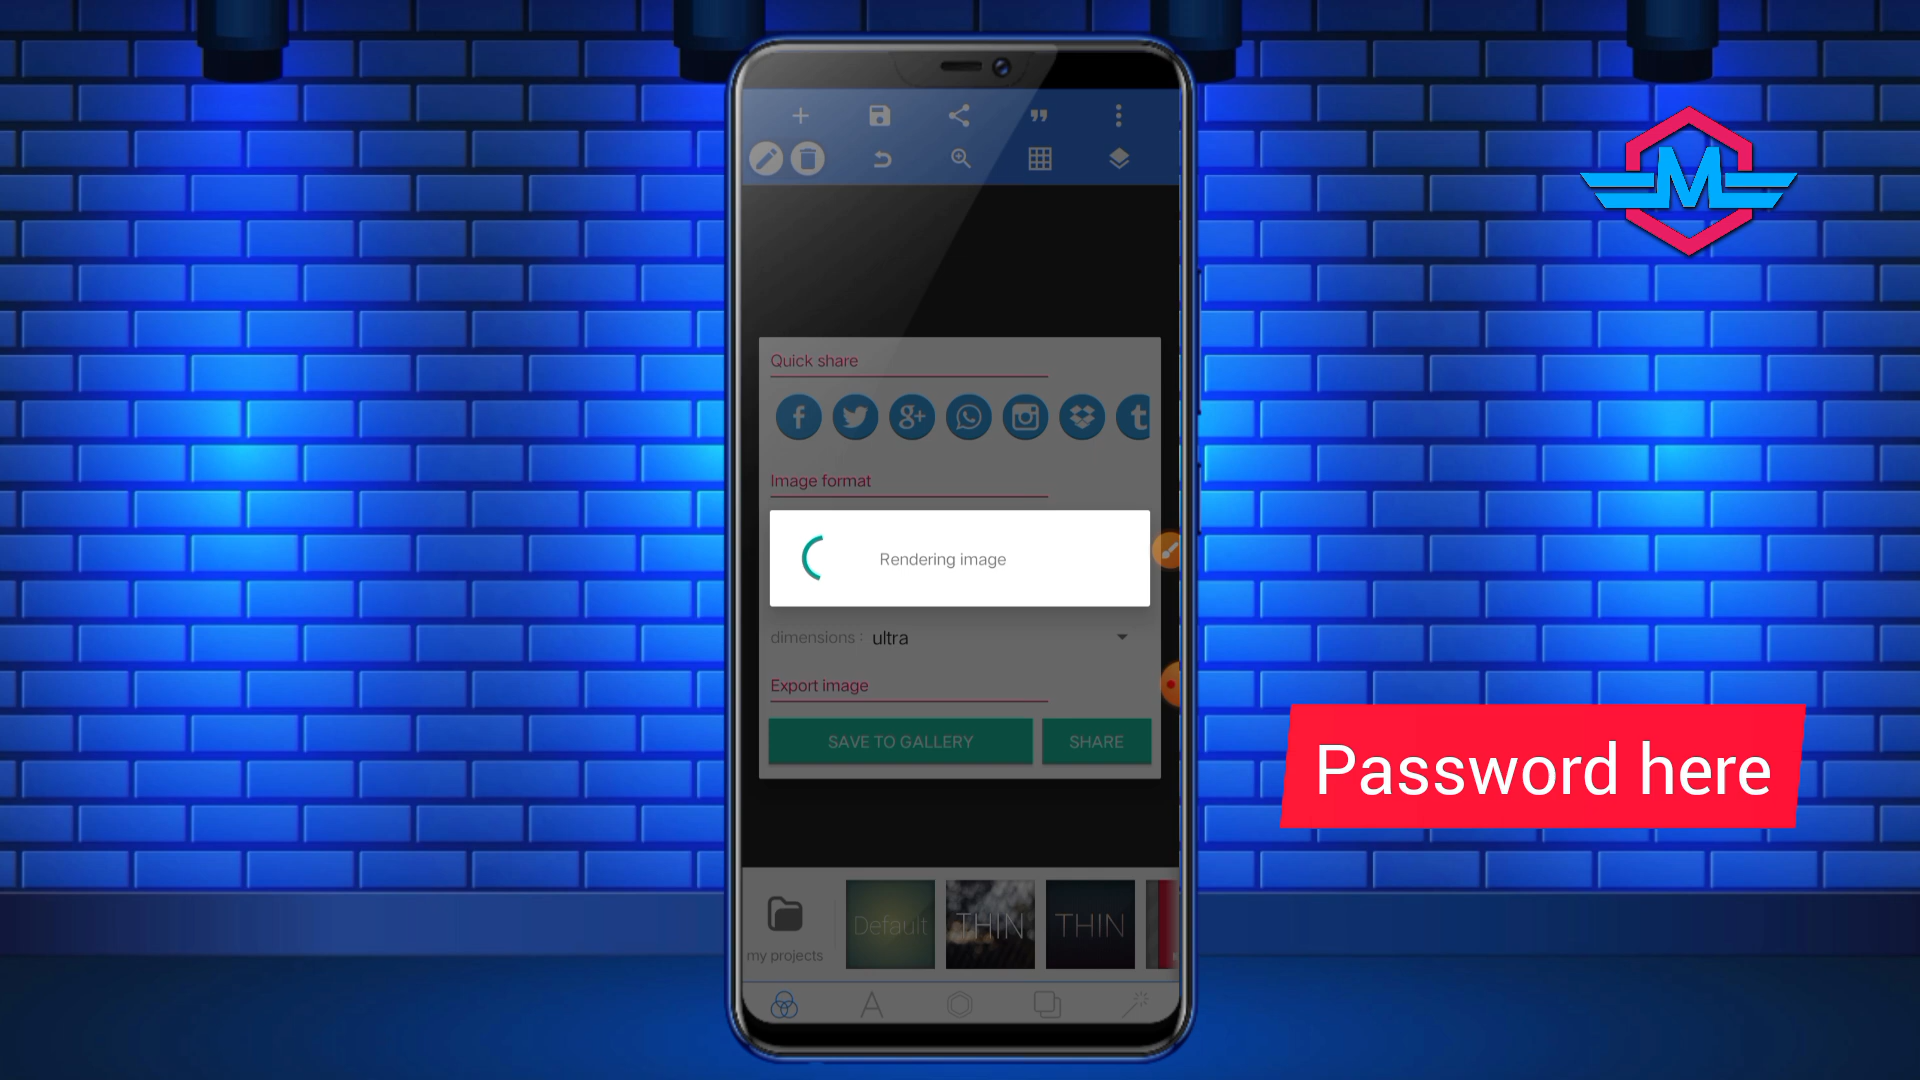 Quick share
Image format
Rendering image
dimensions : ultra
Export image
SAVE TO GALLERY
SHARE
Default
THIN
THIN
my projects
M
Password here